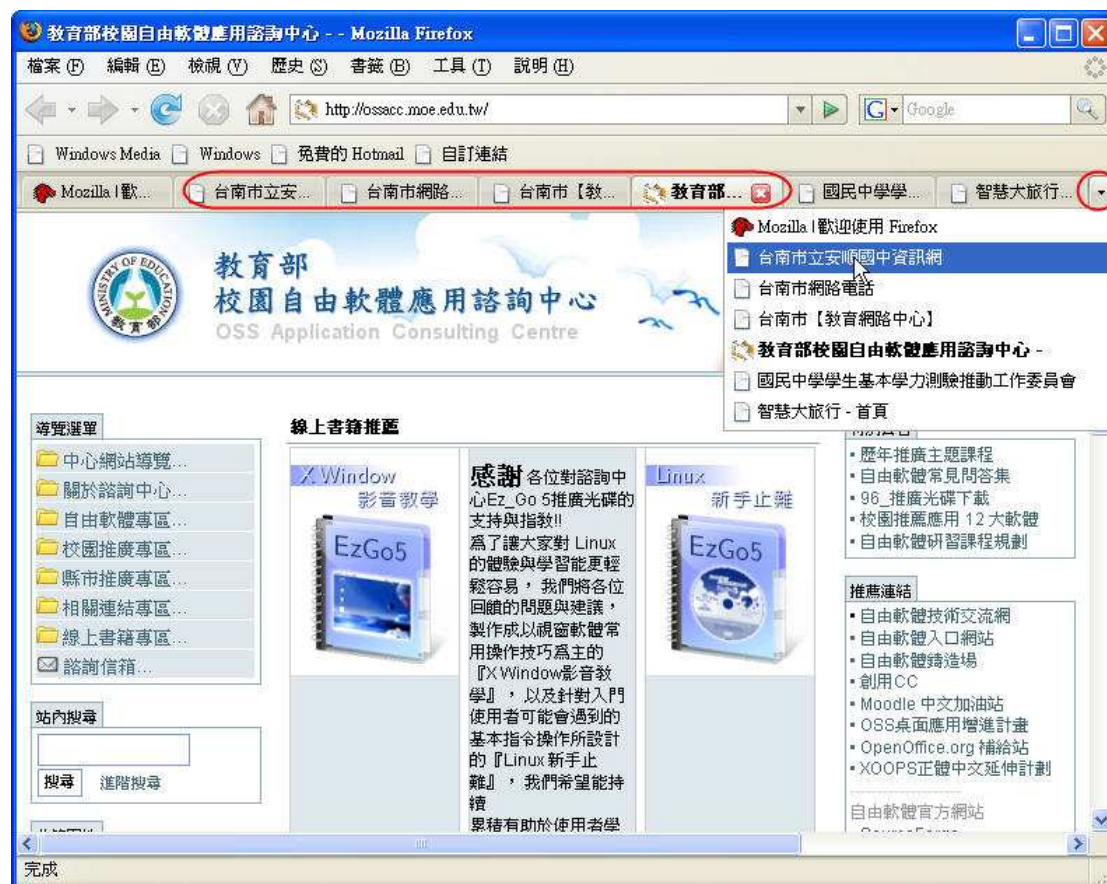 教育部校園自由軟體應用諮詢中心 - - Mozilla Firefox
檔案(F) 編輯(E) 檢視(V) 歷史(S) 書籤(B) 工具(T) 說明(H)
http://ossacc.moe.edu.tw/
G Google
Windows Media Windows 免費的 Hotmail 自訂連結
Mozilla | 歡... 台南市立安... 台南市網路... 台南市【教... 教育部... 國民中學學... 智慧大旅行...
Mozilla | 歡迎使用 Firefox
台南市立安順國中資訊網
台南市網路電話
台南市【教育網路中心】
教育部校園自由軟體應用諮詢中心 -
國民中學學生基本學力測驗推動工作委員會
智慧大旅行 - 首頁
MINISTRY OF EDUCATION
教育部
教育部
校園自由軟體應用諮詢中心
OSS Application Consulting Centre
導覽選單
中心網站導覽...
關於諮詢中心...
自由軟體專區...
校園推廣專區...
縣市推廣專區...
相關連結專區...
線上書籍專區...
諮詢信箱...
站內搜尋
搜尋 進階搜尋
線上書籍推薦
X Window
影音教學
EzGo5
感謝各位對諮詢中
心Ez_Go 5推廣光碟的
支持與指教!!
為了讓大家對 Linux
的體驗與學習能更輕
鬆容易，我們將各位
回饋的問題與建議，
製作成以視窗軟體常
用操作技巧為主的
『X Window影音教
學』，以及針對入門
使用者可能會遇到的
基本指令操作所設計
的『Linux 新手止
難』，我們希望能持
續
累積有助於使用者學
Linux
新手止難
EzGo5
歷年推廣主題課程
自由軟體常見問答集
96_推廣光碟下載
校園推薦應用 12 大軟體
自由軟體研習課程規劃
推薦連結
自由軟體技術交流網
自由軟體入口網站
自由軟體鑄造場
創用CC
Moodle 中文加油站
OSS桌面應用增進計畫
OpenOffice.org 補給站
XOOPS正體中文延伸計劃
自由軟體官方網站
完成